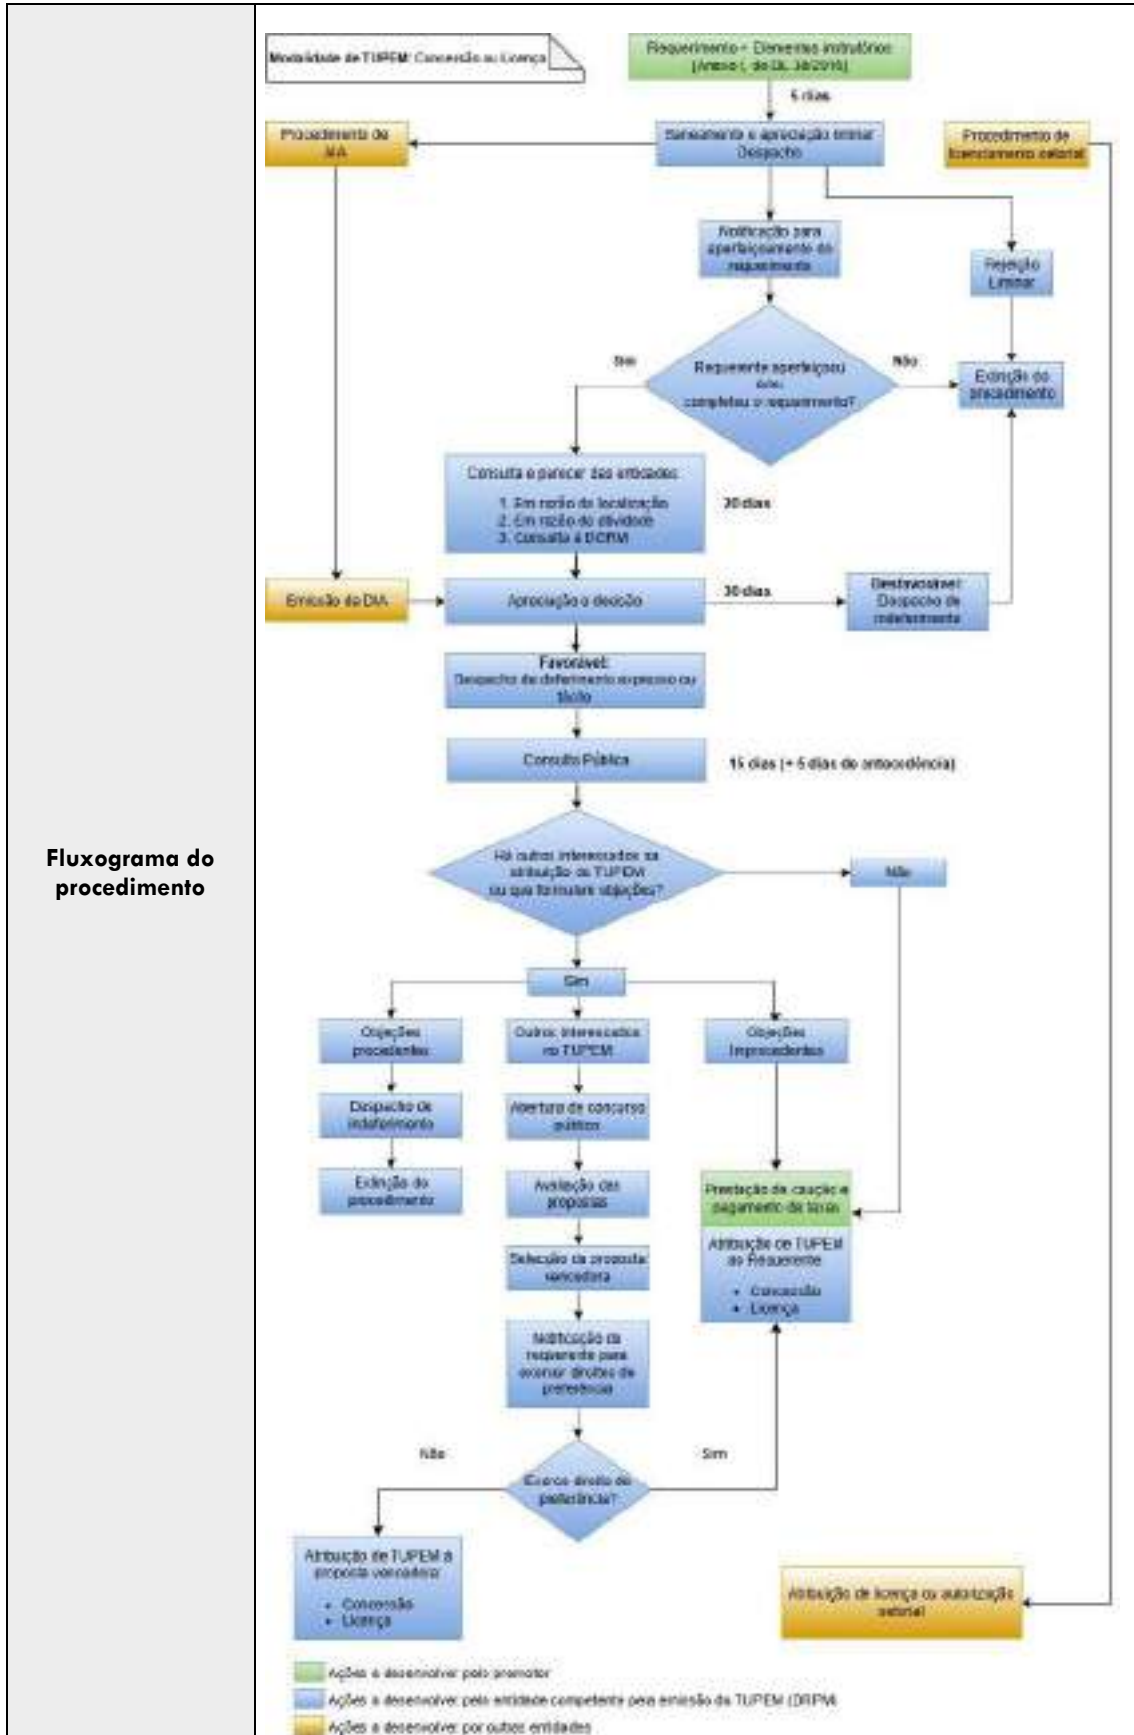 Modalidade de TUPEM: Concessão ou Licença
Requerimento + Elementos instrutórios
(Anexo I, do DL 38/2015)
5 dias
Procedimento de
AIA
Saneamento e apreciação liminar
Despacho
Procedimento de
licenciamento setorial
Notificação para
aperfeiçoamento do
requerimento
Rejeição
Liminar
Sim
Requerente aperfeiçoou
e/ou
completou o requerimento?
Não
Extinção do
procedimento
Consulta e parecer das entidades
1. Em razão da localização
2. Em razão da atividade
3. Consulta à
dias
Emissão da DIA
Apreciação e decisão
30 dias
Desfavorável:
Despacho de
indeferimento
Favorável:
Despacho de deferimento expresso ou
tácito
Consulta Pública
15 dias (+ 5 dias de antecedência)
Fluxograma do
procedimento
Há outros interessados na
atribuição de TUPEM
ou que formulem objeções?
Não
Sim
Objeções
procedentes
Outros interessados
no TUPEM
Objeções
Improcedentes
Despacho de
indeferimento
Abertura de concurso
público
Extinção do
procedimento
Avaliação das
propostas
Prestação de caução e
pagamento de taxas
Selecção da proposta
vencedora
Atribuição de TUPEM
ao Requerente
• Concessão
• Licença
Notificação da
requerente para
exercer direitos de
preferência
Não
Sim
Exerce direito de
preferência?
Atribuição de TUPEM à
proposta vencedora:
• Concessão
• Licença
Atribuição de licença ou autorização
setorial
Ações a desenvolver pelo promotor
Ações a desenvolver pela entidade competente pela emissão da TUPEM (DRPM)
Ações a desenvolver por outras entidades